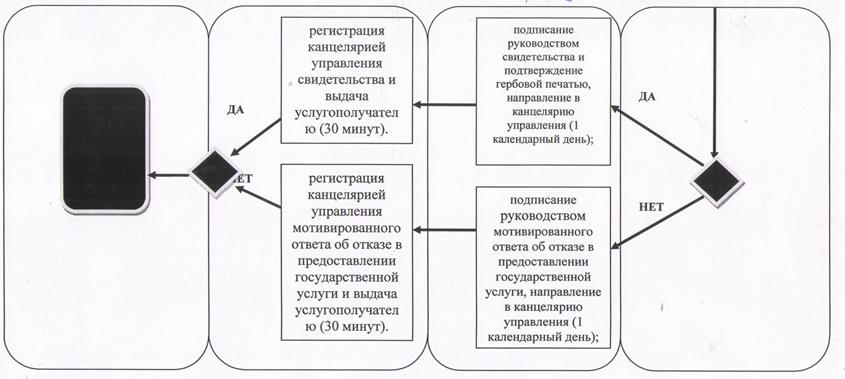 регистрация
канцелярией
управления
свидетельства и
выдача
услугополучател
ю (30 минут).
подписание
руководством
свидетельства и
подтверждение
гербовой печатью,
направление в
канцелярию
управления (1
календарный день);
ДА
ДА
НЕТ
НЕТ
регистрация
канцелярией
управления
мотивированного
ответа об отказе в
предоставлении
государственной
услуги и выдача
услугополучател
ю (30 минут).
подписание
руководством
мотивированного
ответа об отказе в
предоставлении
государственной
услуги, направление
в канцелярию
управления (1
календарный день);